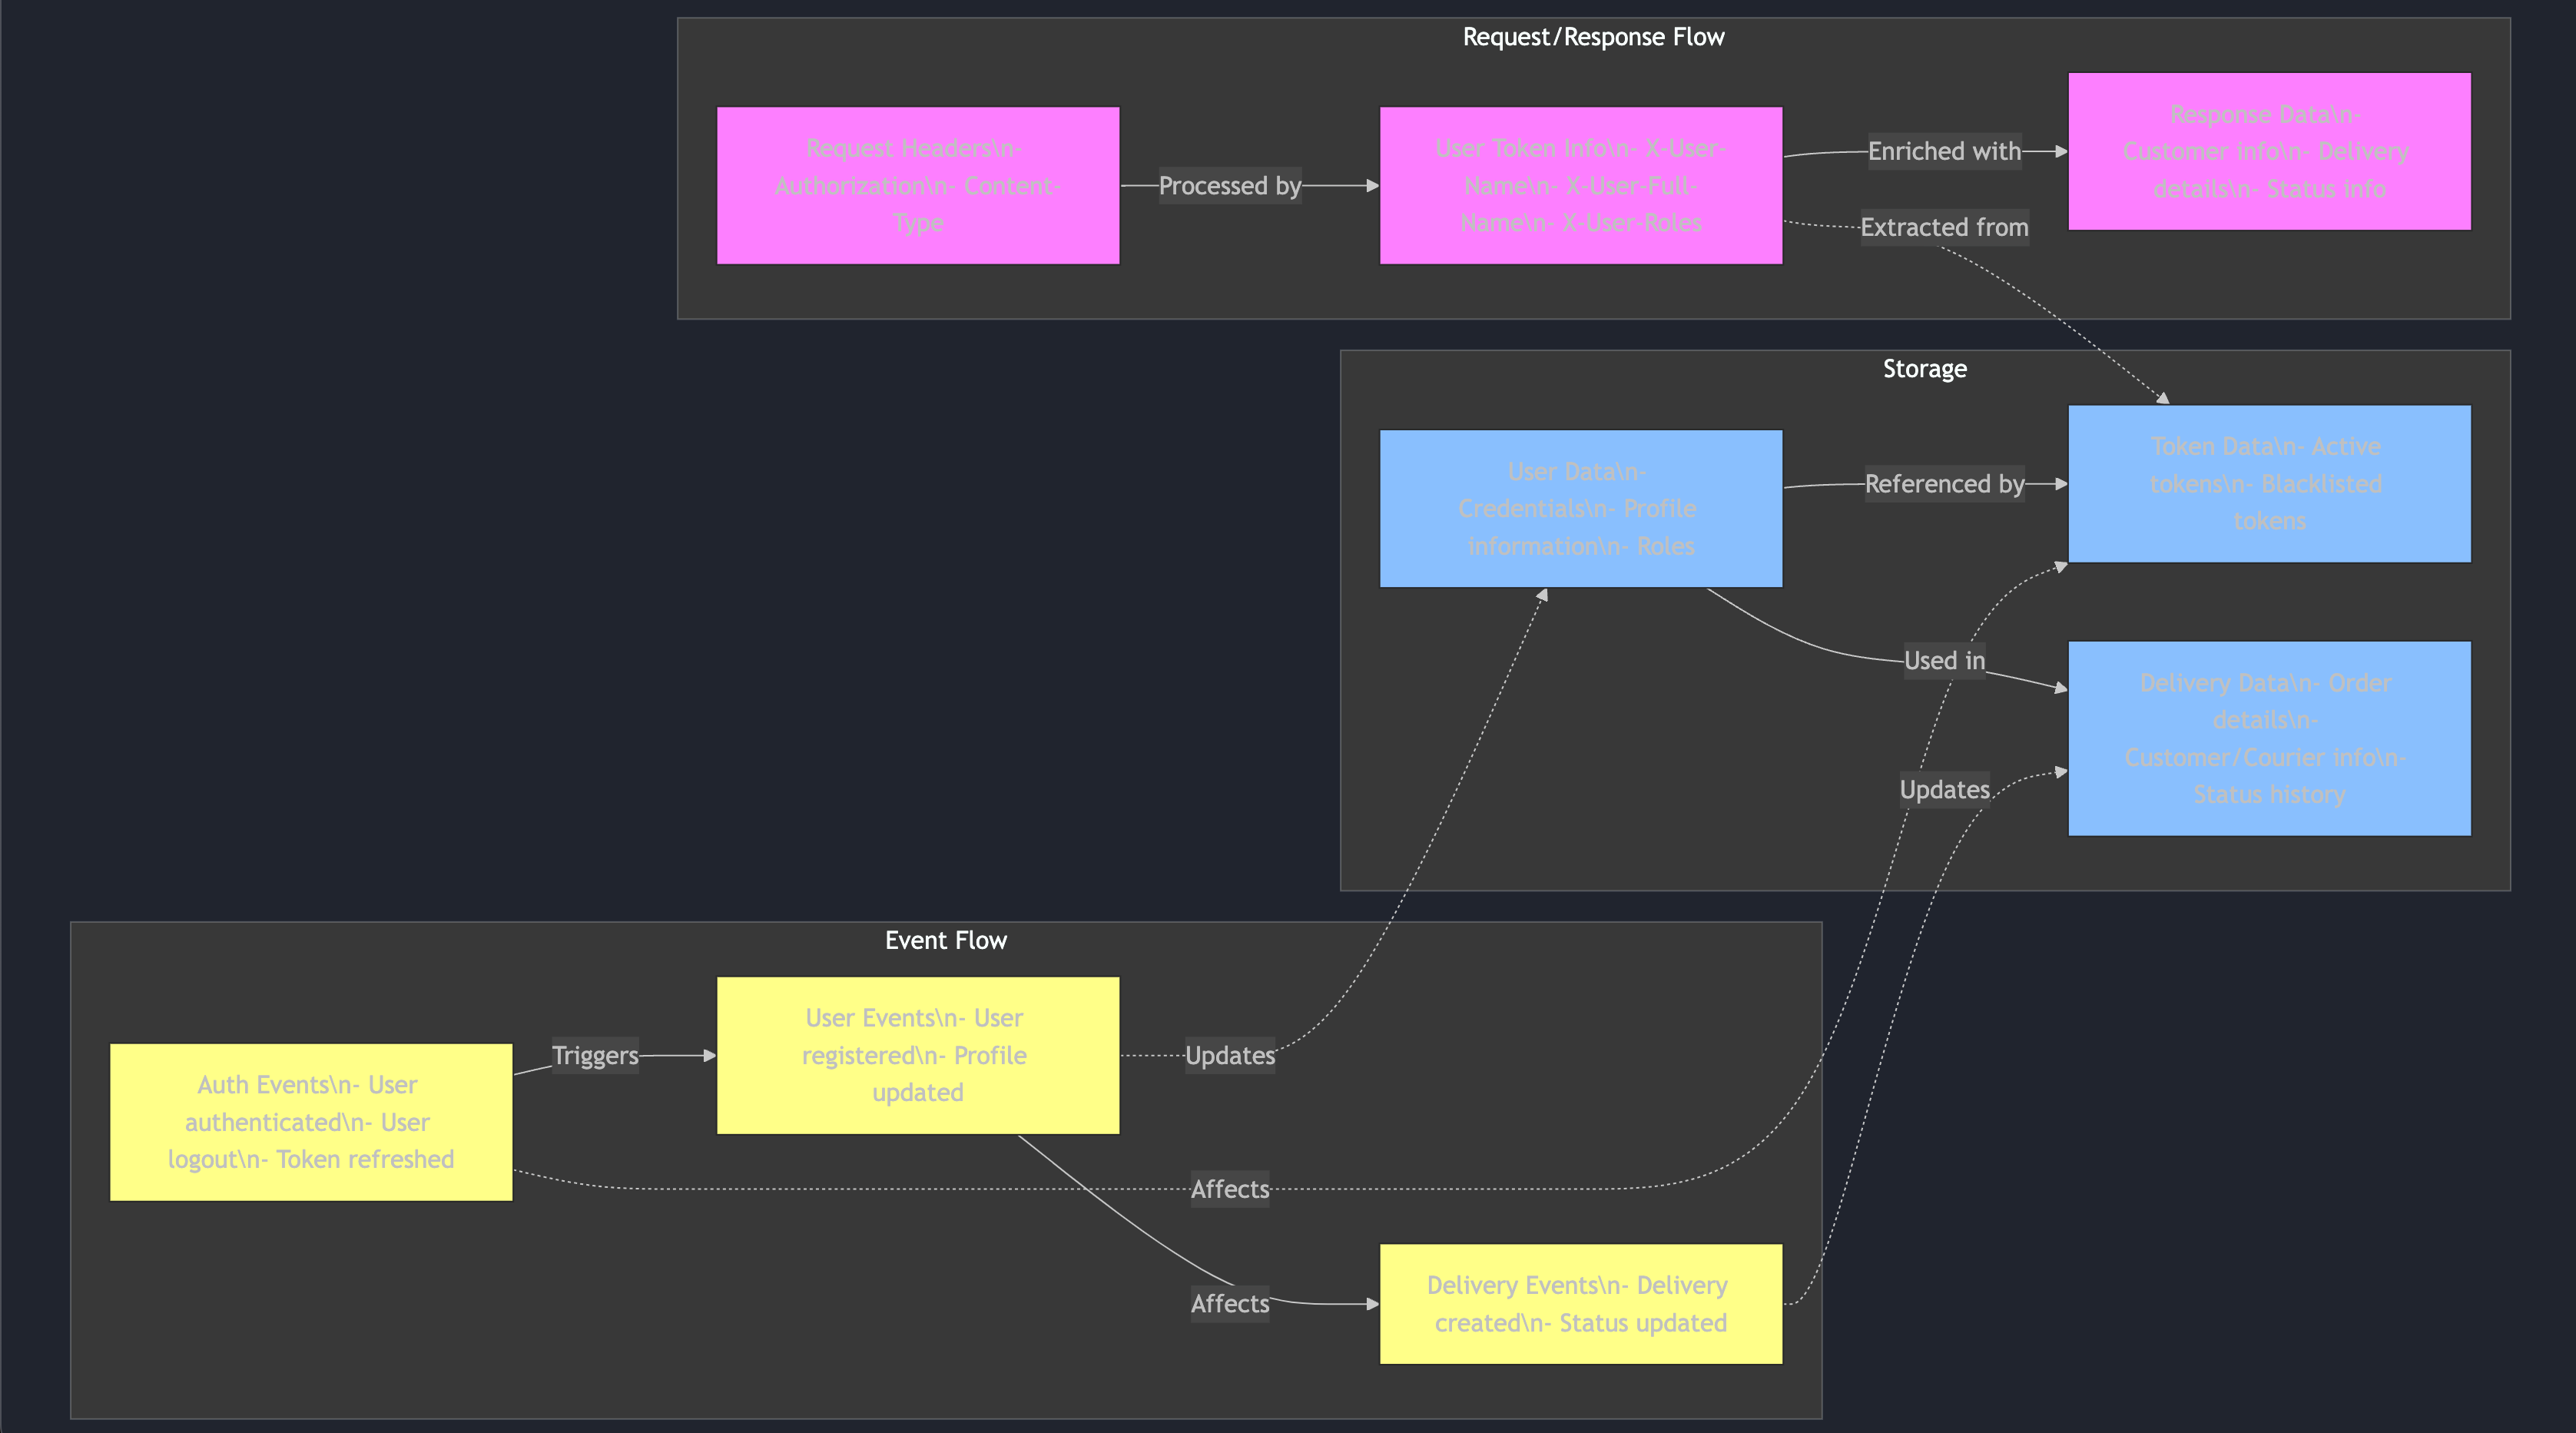 Request/Response Flow
Request Headers\n-
Authorization\n- Content-
Type
Processed by
User Token Info\n- X-User-
Name\n- X-User-Full-
Name\n- X-User-Roles
Enriched with
Extracted from
Response Data\n-
Customer info\n- Delivery
details\n- Status info
Storage
User Data\n-
Credentials\n- Profile
information\n- Roles
Referenced by
Used in
Updates
Token Data\n- Active
tokens\n- Blacklisted
tokens
Delivery Data\n- Order
details\n-
Customer/Courier info\n-
Status history
Event Flow
Auth Events\n- User
authenticated\n- User
logout\n- Token refreshed
Triggers
User Events\n- User
registered\n- Profile
updated
Updates
Affects
Affects
Delivery Events\n- Delivery
created\n- Status updated